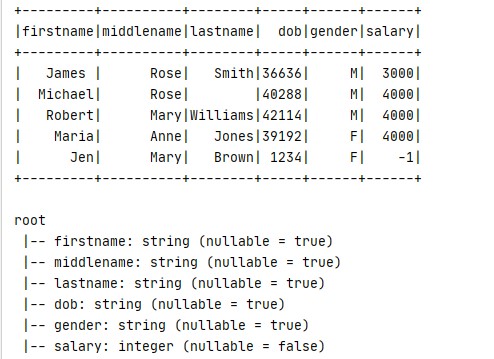 +---------+----------+--------+-----+------+------+
|firstname|middlename|lastname|  dob|gender|salary|
+---------+----------+--------+-----+------+------+
|   James |      Rose|   Smith|36636|     M|  3000|
|  Michael|      Rose|        |40288|     M|  4000|
|   Robert|      Mary|Williams|42114|     M|  4000|
|    Maria|      Anne|   Jones|39192|     F|  4000|
|      Jen|      Mary|   Brown| 1234|     F|    -1|
+---------+----------+--------+-----+------+------+

root
 |-- firstname: string (nullable = true)
 |-- middlename: string (nullable = true)
 |-- lastname: string (nullable = true)
 |-- dob: string (nullable = true)
 |-- gender: string (nullable = true)
 |-- salary: integer (nullable = false)